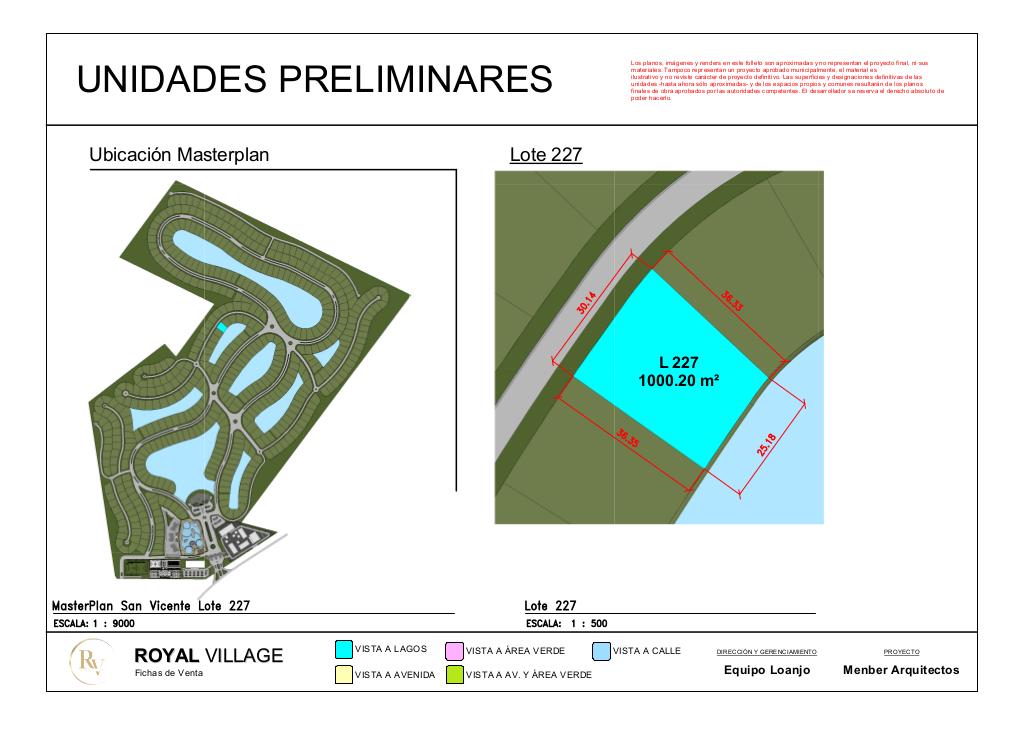 UNIDADES PRELIMINARES
Los planos, imágenes y renders en este folleto son aproximadas y no representan el proyecto final, ni sus
materiales. Tampoco representan un proyecto aprobado municipalmente, el material es
ilustrativo y no reviste carácter de proyecto definitivo. Las superficies y designaciones definitivas de las
unidades -hasta ahora sólo aproximadas- y de los espacios propios y comunes resultarán de los planos
finales de obra aprobados por las autoridades competentes. El desarrollador se reserva el derecho absoluto de
poder hacerlo.
Ubicación Masterplan
Lote 227
30.14
36.33
L 227
1000.20 m²
36.35
25.18
MasterPlan San Vicente Lote 227
ESCALA: 1 : 9000
Lote 227
ESCALA: 1 : 500
RV
ROYAL VILLAGE
Fichas de Venta
VISTA A LAGOS
VISTA A ÁREA VERDE
VISTA A CALLE
VISTA A AVENIDA
VISTA A AV. Y ÁREA VERDE
DIRECCIÓN Y GERENCIAMIENTO
Equipo Loanjo
PROYECTO
Menber Arquitectos